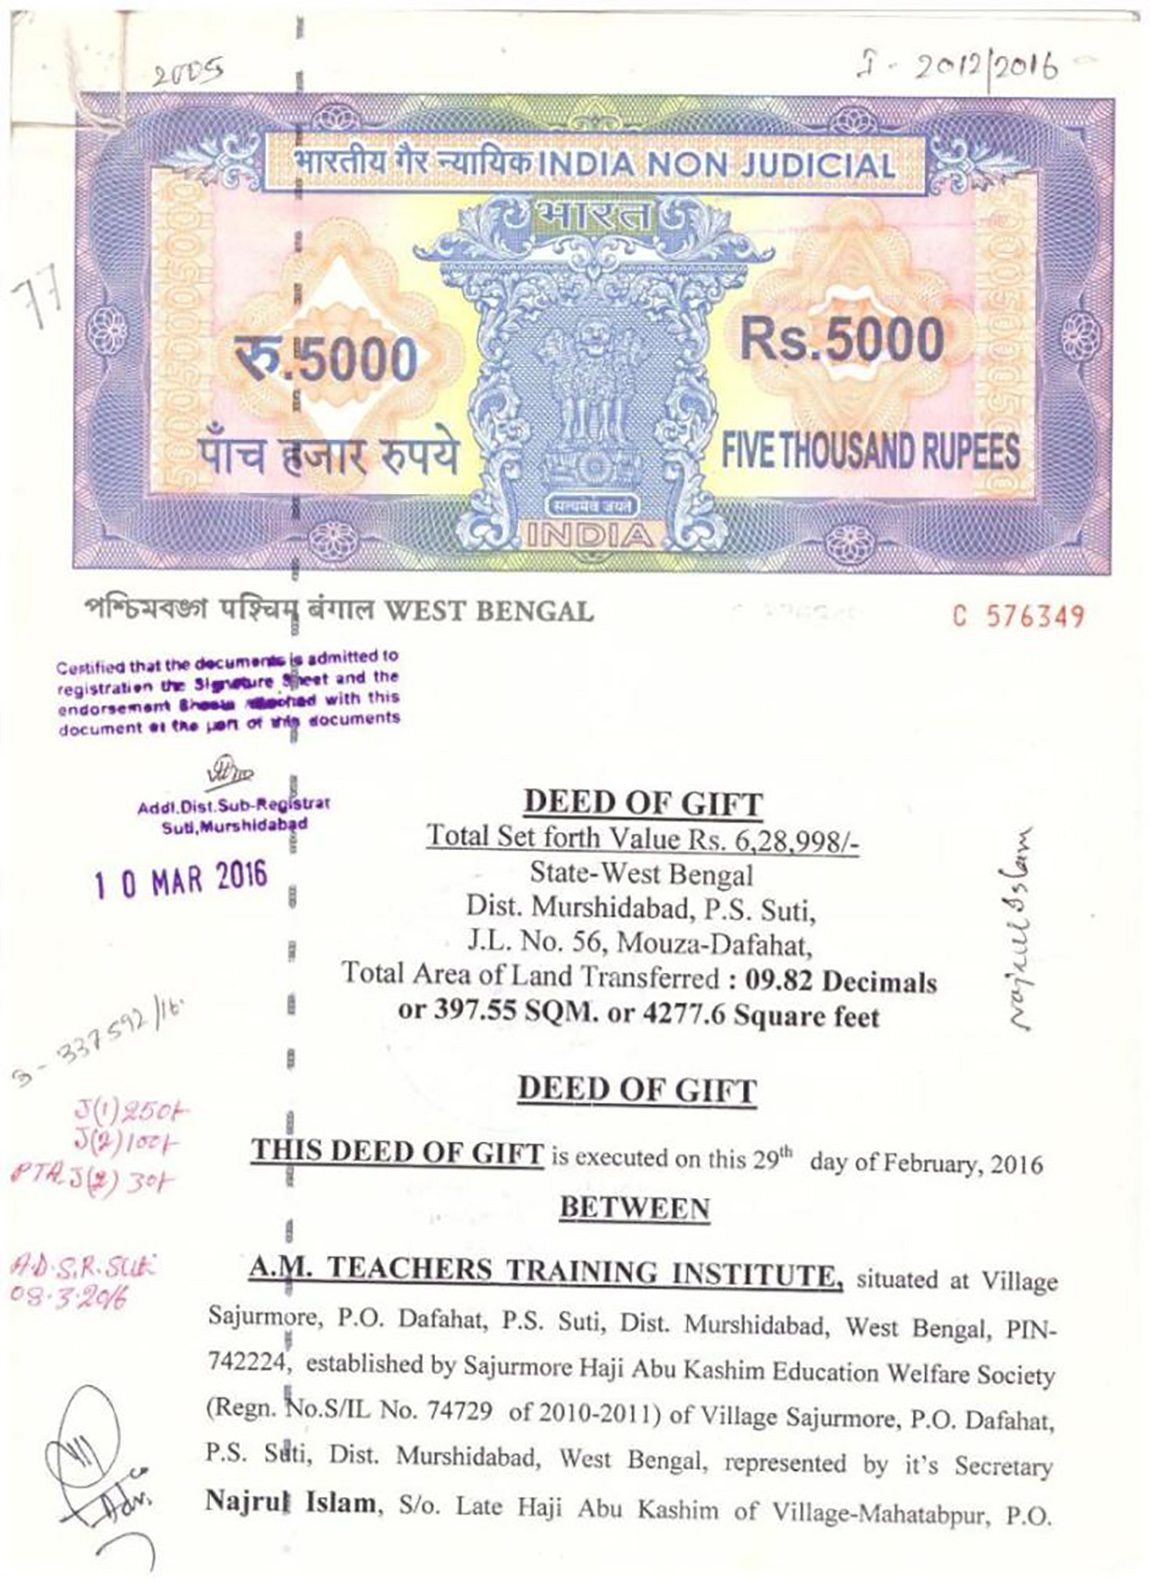 2005
I - 2012/2016
भारतीय गैर न्यायिक INDIA NON JUDICIAL
भारत
77
रु.5000
Rs.5000
पाँच हजार रुपये
FIVE THOUSAND RUPEES
सत्यमेव जयते
INDIA
পশ্চিমবঙ্গ पश्चिम बंगाल WEST BENGAL
C 576349
Certified that the documents is admitted to
registration the Signature Sheet and the
endorsement Sheets attached with this
document at the part of this documents
Addl.Dist.Sub-Registrar
Suti,Murshidabad
10 MAR 2016
DEED OF GIFT
Total Set forth Value Rs. 6,28,998/-
State-West Bengal
Dist. Murshidabad, P.S. Suti,
J.L. No. 56, Mouza-Dafahat,
Total Area of Land Transferred : 09.82 Decimals
or 397.55 SQM. or 4277.6 Square feet
Najrul Islam
337592/16
J(1) 250/-
J(2) 100/-
PTA J(2) 30/-
DEED OF GIFT
THIS DEED OF GIFT is executed on this 29th day of February, 2016
BETWEEN
A.D.S.R. Suti
08.3.2016
A.M. TEACHERS TRAINING INSTITUTE, situated at Village
Sajurmore, P.O. Dafahat, P.S. Suti, Dist. Murshidabad, West Bengal, PIN-
742224, established by Sajurmore Haji Abu Kashim Education Welfare Society
(Regn. No.S/IL No. 74729 of 2010-2011) of Village Sajurmore, P.O. Dafahat,
P.S. Suti, Dist. Murshidabad, West Bengal, represented by it's Secretary
Najrul Islam, S/o. Late Haji Abu Kashim of Village-Mahatabpur, P.O.
Adv.